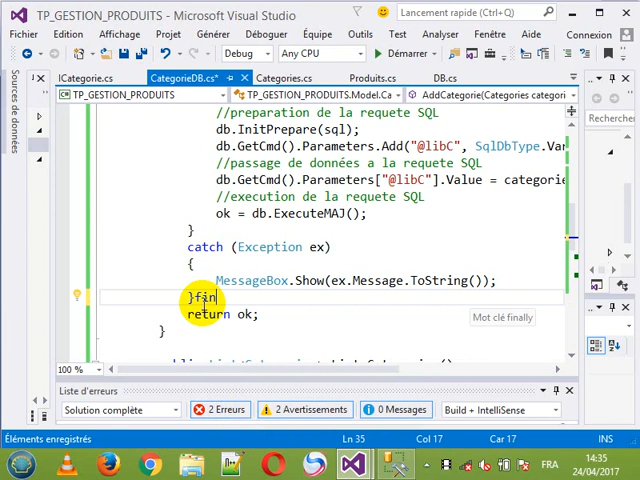 TP_GESTION_PRODUITS - Microsoft Visual Studio
Lancement rapide (Ctrl+Q)
Fichier Edition Affichage Projet Générer Déboguer Équipe Outils Test Analyser Fenêtre Connexion
Debug Any CPU Démarrer
ICategorie.cs CategorieDB.cs* Categories.cs Produits.cs DB.cs
TP_GESTION_PRODUITS TP_GESTION_PRODUITS.Model.Ca AddCategorie(Categories categori
Sources de données
Rechercher
//preparation de la requete SQL
db.InitPrepare(sql);
db.GetCmd().Parameters.Add("@libC", SqlDbType.Var
//passage de données a la requete SQL
db.GetCmd().Parameters["@libC"].Value = categorie
//execution de la requete SQL
ok = db.ExecuteMAJ();
}
catch (Exception ex)
{
MessageBox.Show(ex.Message.ToString());
}fin
return ok;
Mot clé finally
}
100 %
Liste d'erreurs
Solution complète 2 Erreurs 2 Avertissements 0 Messages Build + IntelliSense
Éléments enregistrés Ln 35 Col 17 Car 17 INS
FR 14:35
24/04/2017